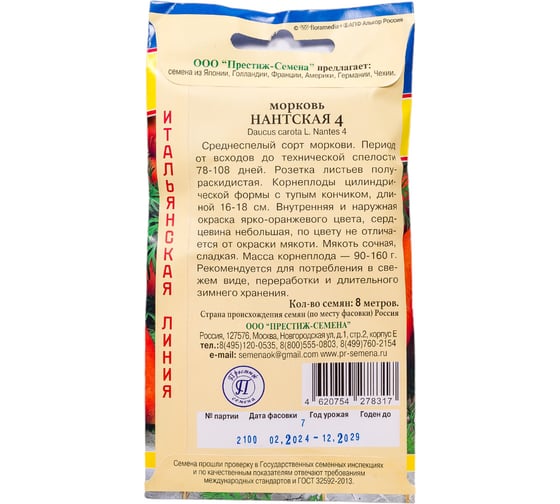 floramedia ФАПФ Алькор Россия
ООО "Престиж-Семена" предлагает:
семена из Японии, Голландии, Франции, Америки, Германии, Чехии.
ИТАЛЬЯНСКАЯ ЛИНИЯ
МОРКОВЬ
НАНТСКАЯ 4
Daucus carota L. Nantes 4
Среднеспелый сорт моркови. Период
от всходов до технической спелости
78-108 дней. Розетка листьев полу-
раскидистая. Корнеплоды цилиндри-
ческой формы с тупым кончиком, дли-
ной 16-18 см. Внутренняя и наружная
окраска ярко-оранжевого цвета, серд-
цевина небольшая, по цвету не отлича-
ется от окраски мякоти. Мякоть сочная,
сладкая. Масса корнеплода — 90-160 г.
Рекомендуется для потребления в све-
жем виде, переработки и длительного
зимнего хранения.
Кол-во семян: 8 метров.
Страна происхождения семян (по месту фасовки) Россия
ООО "ПРЕСТИЖ-СЕМЕНА"
Россия, 127576, Москва, Новгородская ул.,д.1,стр.2, корпус Е
тел.:8(495)120-0535, 8(800)555-0803, 8(499)760-2154
e-mail: semenaok@gmail.com www.pr-semena.ru
Престиж
П
семена
4 620754 278317
№ партии Дата фасовки Год урожая Годен до
7
2100 02.2024-12.2029
Семена прошли проверку в Государственных семенных инспекциях
и по качественным показателям отвечают требованиям
международных стандартов и ГОСТ 32592-2013.